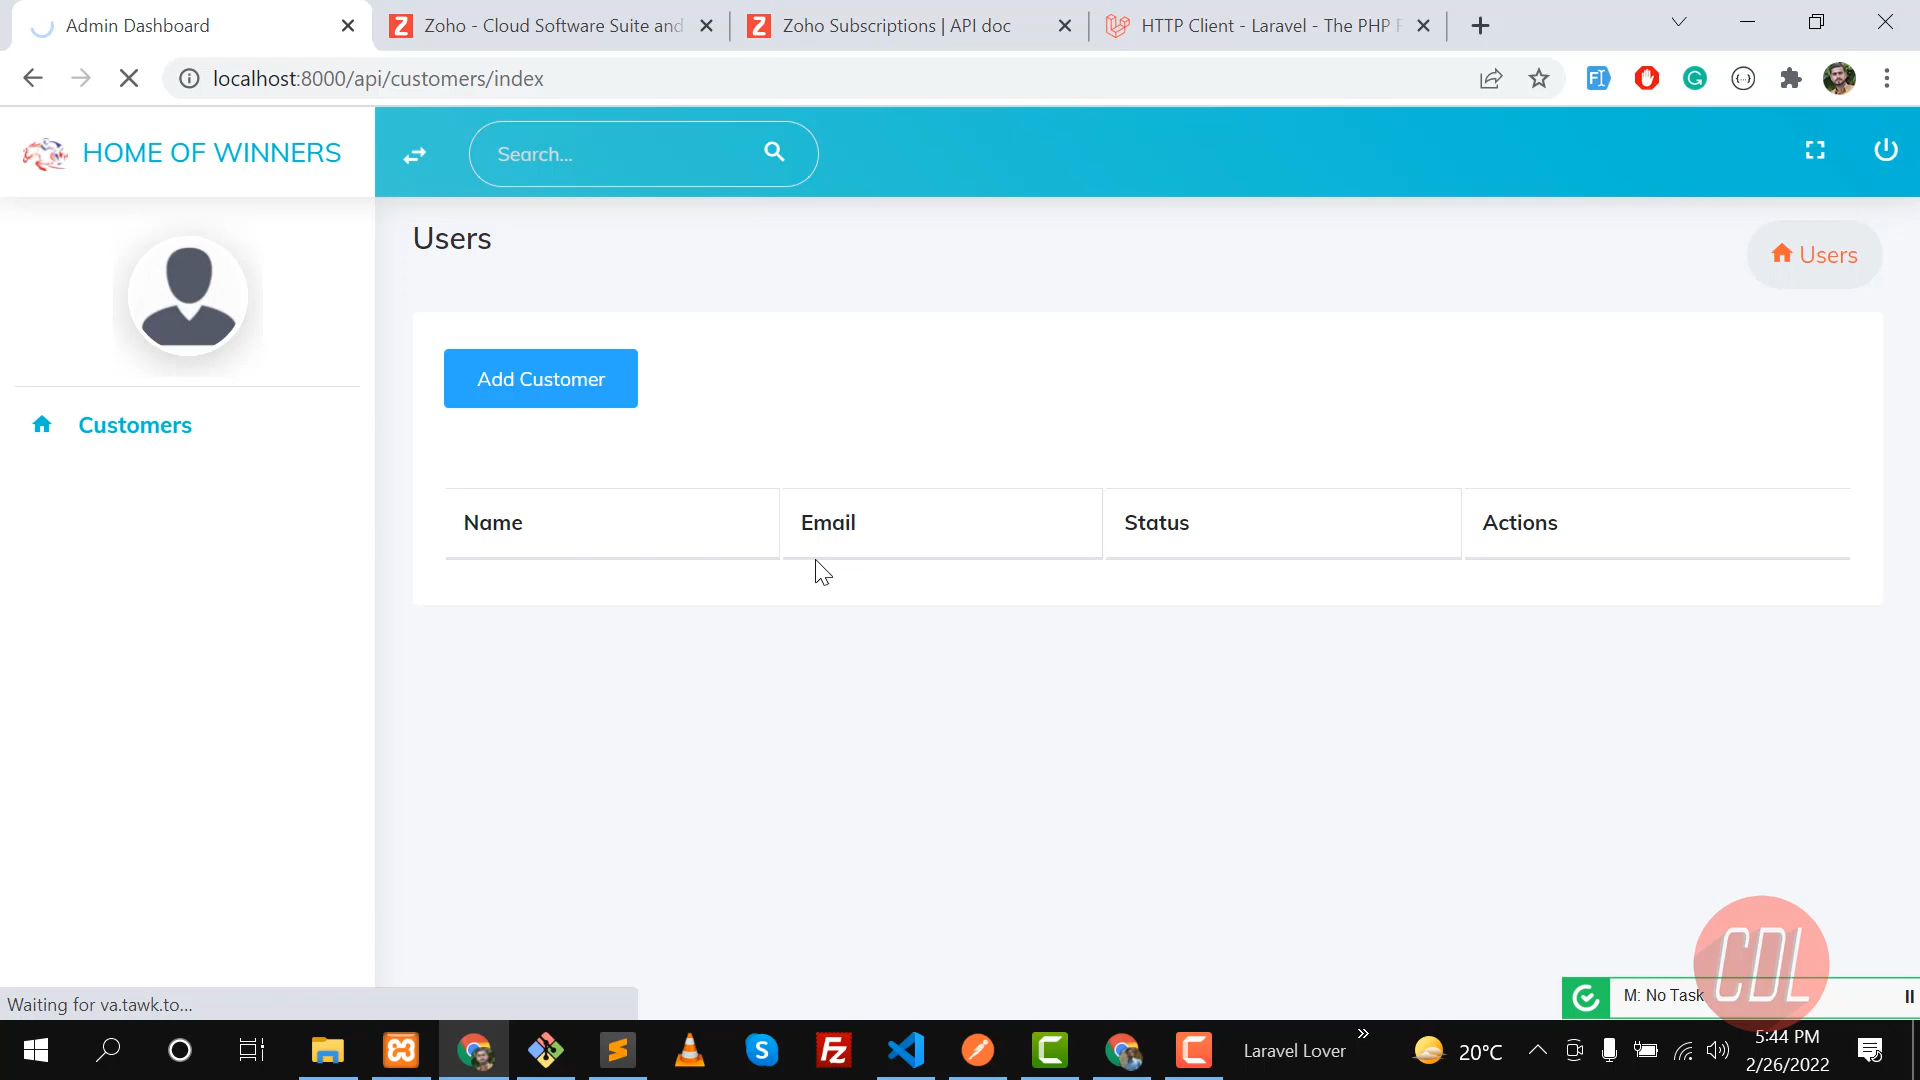 Admin Dashboard
Zoho - Cloud Software Suite and
Zoho Subscriptions | API doc
HTTP Client - Laravel - The PHP F
localhost:8000/api/customers/index
HOME OF WINNERS
Search...
Users
Users
Add Customer
Customers
Name
Email
Status
Actions
CDL
Waiting for va.tawk.to...
M: No Task
Laravel Lover
20°C
5:44 PM
2/26/2022